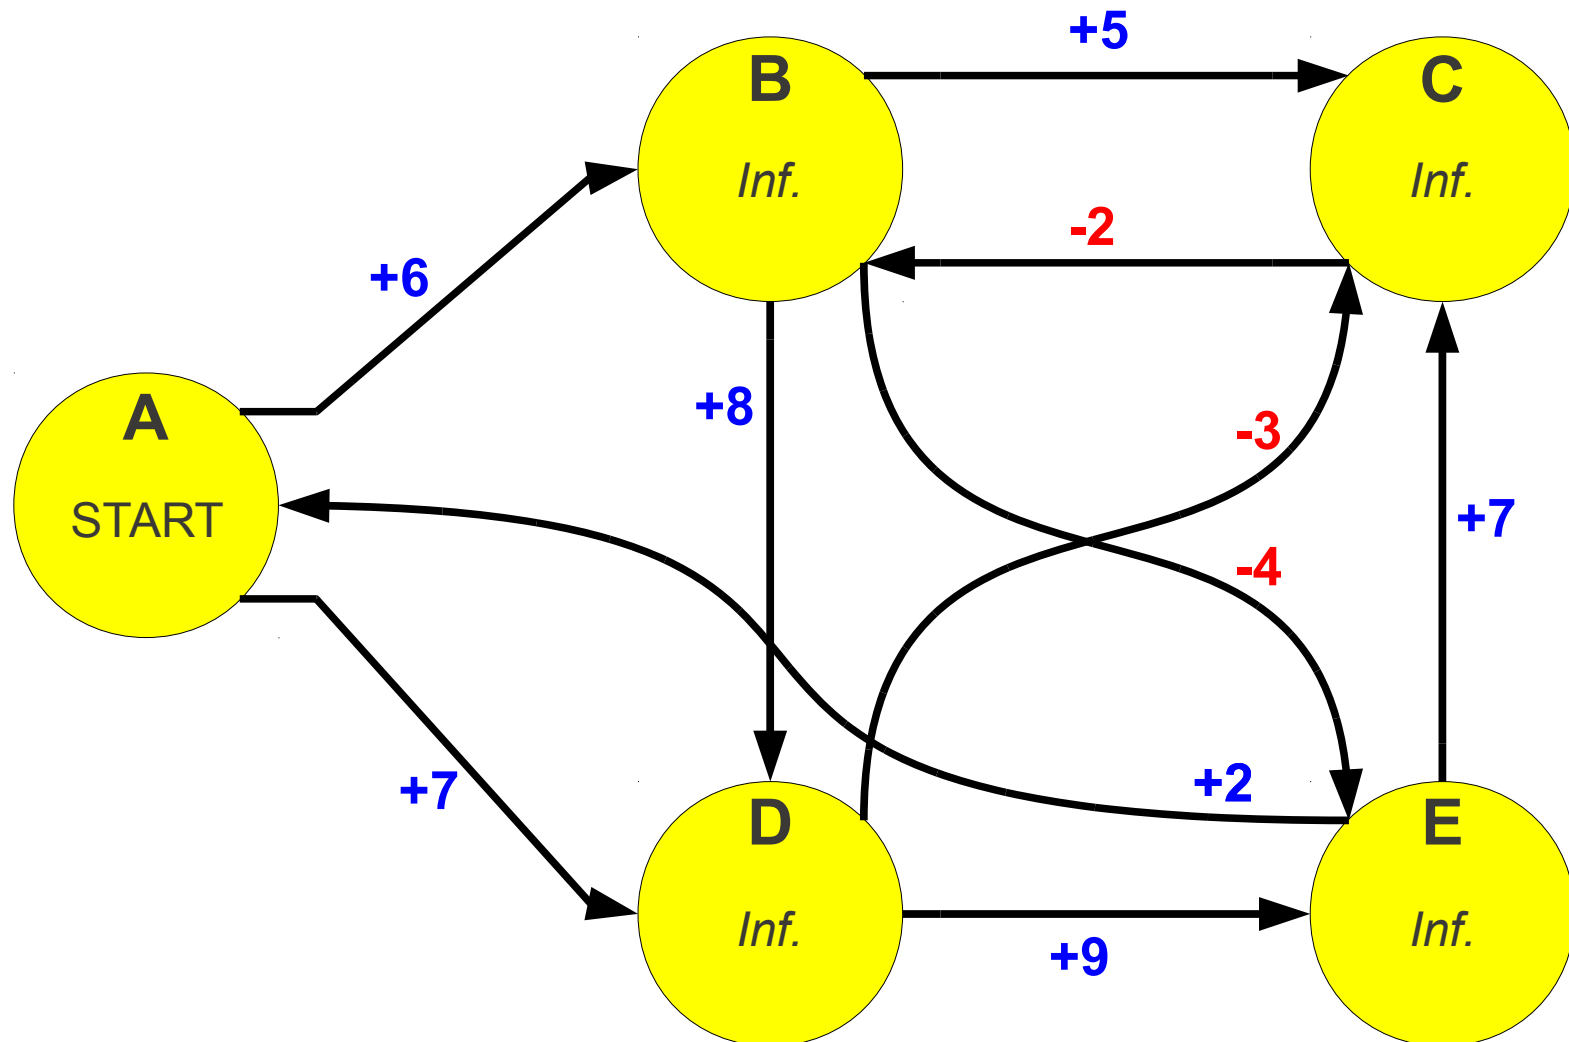 +5
B
C
Inf.
Inf.
-2
+6
+8
A
-3
START
+7
-4
+7
+2
D
E
Inf.
Inf.
+9